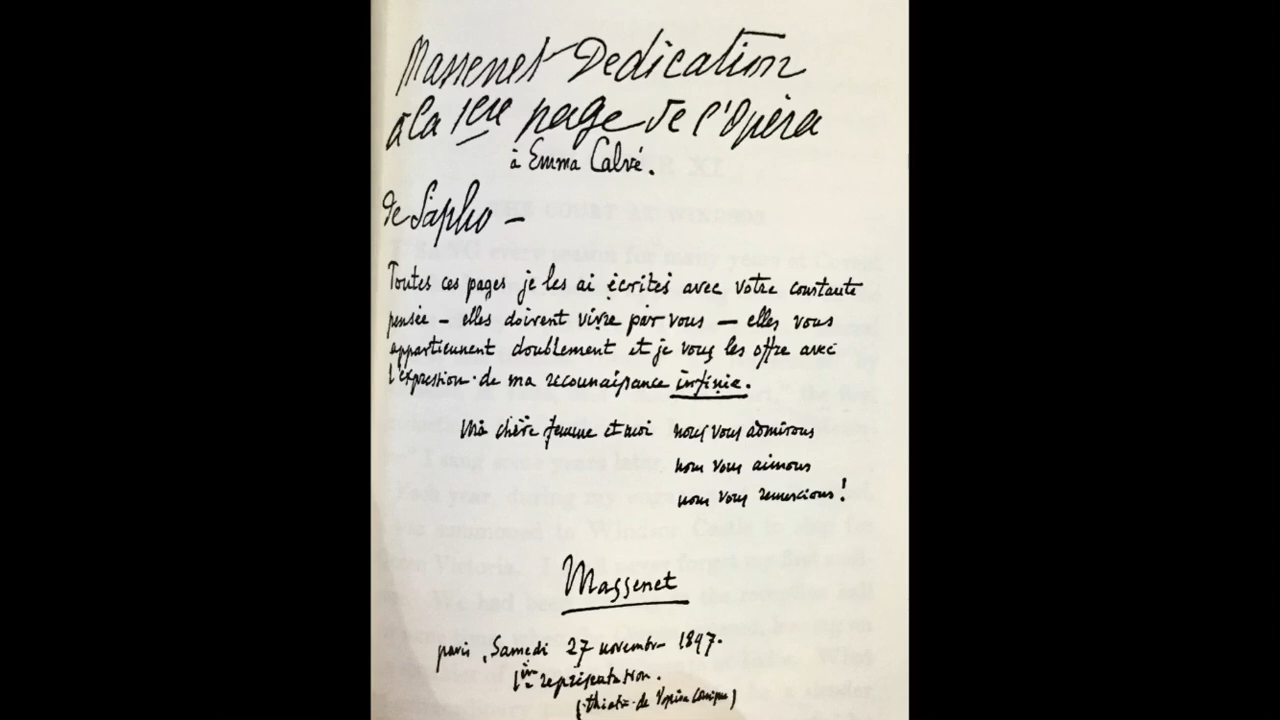 Massenet Dedication
à la 1ere page de l'Opéra
à Emma Calvé.
de Sapho –
Toutes ces pages je les ai écrites avec votre constante
pensée – elles doivent vivre par vous – elles vous
appartiennent doublement et je vous les offre avec
l'expression de ma reconnaissance infinie.
Ma chère femme et moi nous vous admirons
nous vous aimons
nous vous remercions !
Massenet
paris, Samedi 27 novembre 1897.
1ère représentation.
(théâtre de l'opéra Comique)